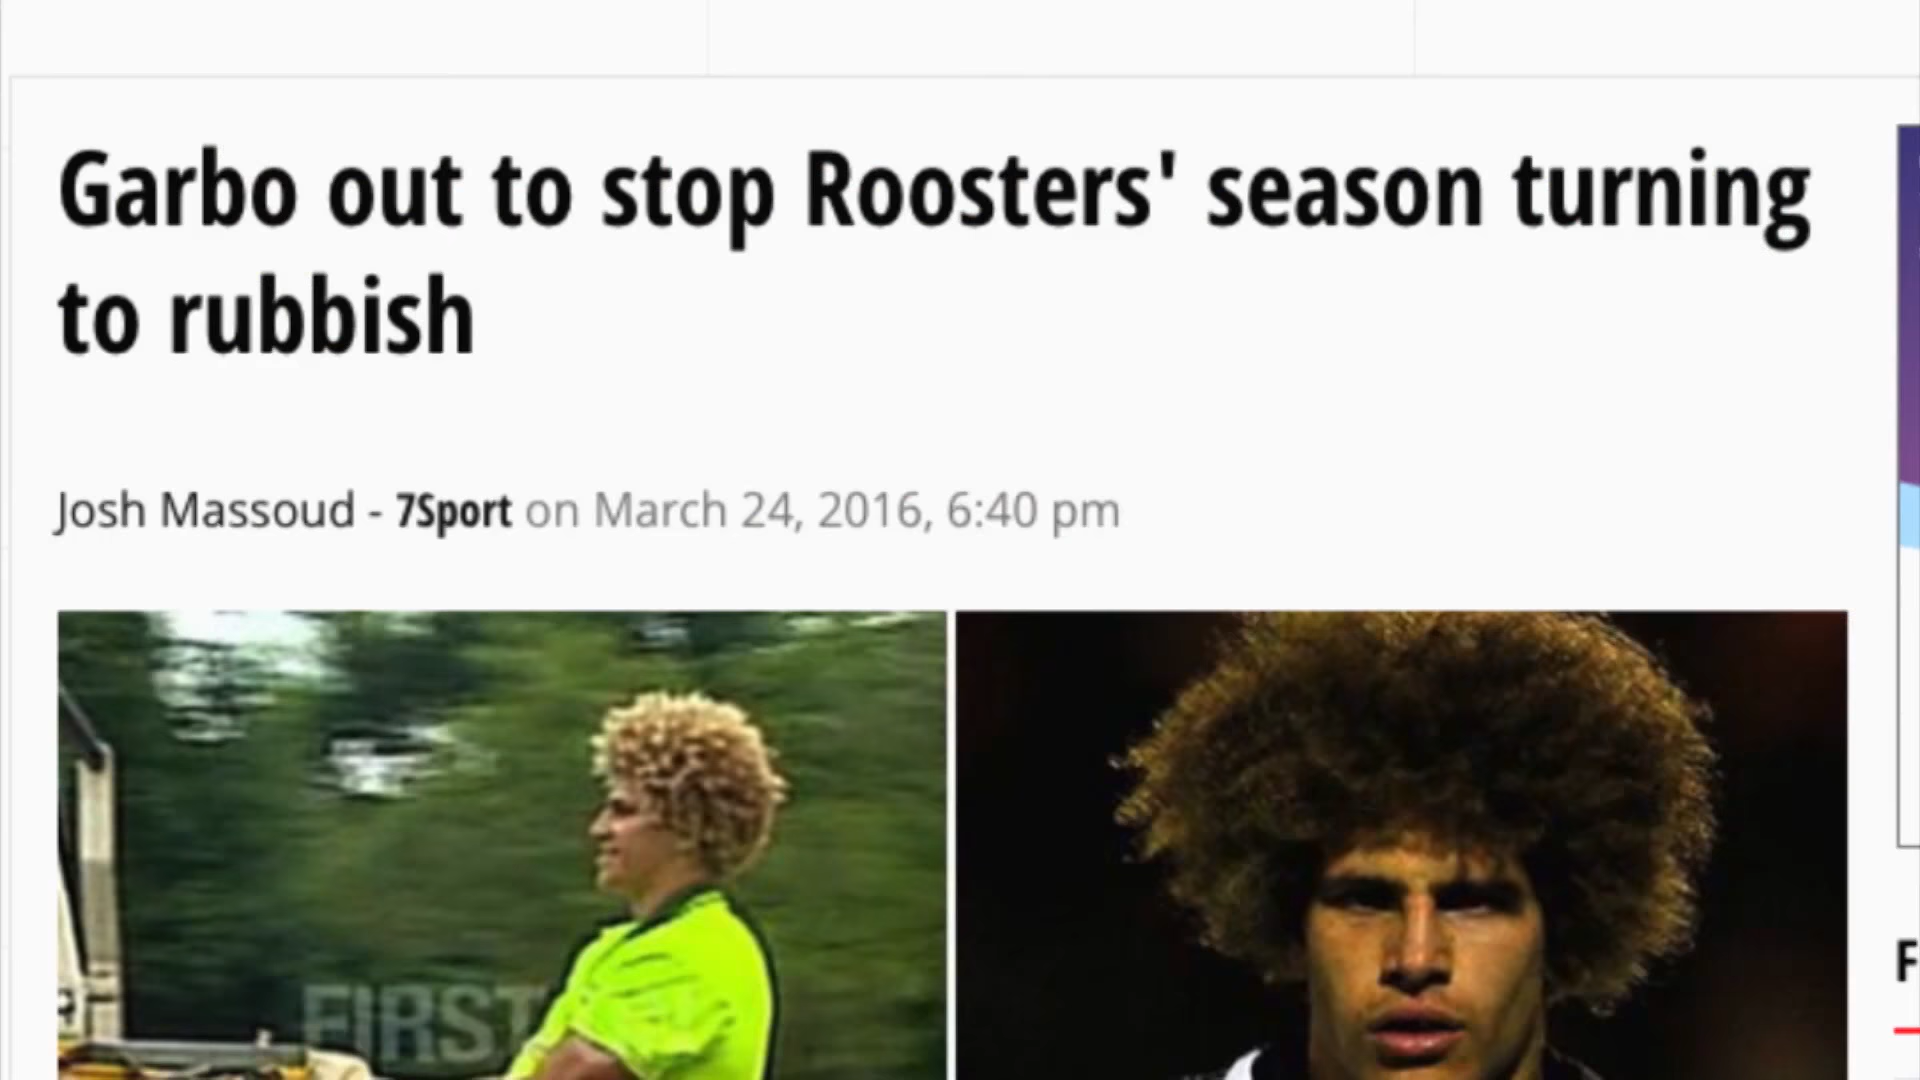 Garbo out to stop Roosters' season turning
to rubbish
Josh Massoud - 7Sport on March 24, 2016, 6:40 pm
FIRST